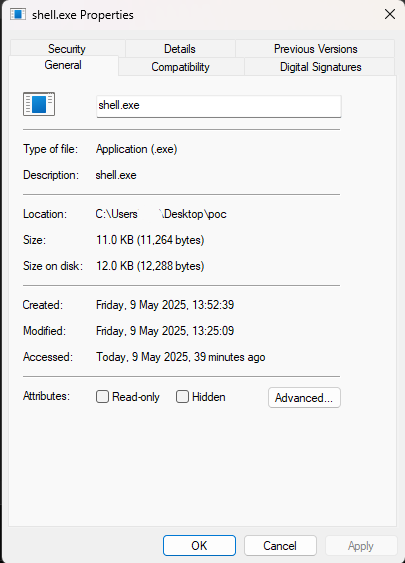 shell.exe Properties
Security Details Previous Versions
General Compatibility Digital Signatures
shell.exe
Type of file: Application (.exe)
Description: shell.exe
Location: C:\Users \Desktop\poc
Size: 11.0 KB (11,264 bytes)
Size on disk: 12.0 KB (12,288 bytes)
Created: Friday, 9 May 2025, 13:52:39
Modified: Friday, 9 May 2025, 13:25:09
Accessed: Today, 9 May 2025, 39 minutes ago
Attributes: Read-only Hidden Advanced...
OK Cancel Apply